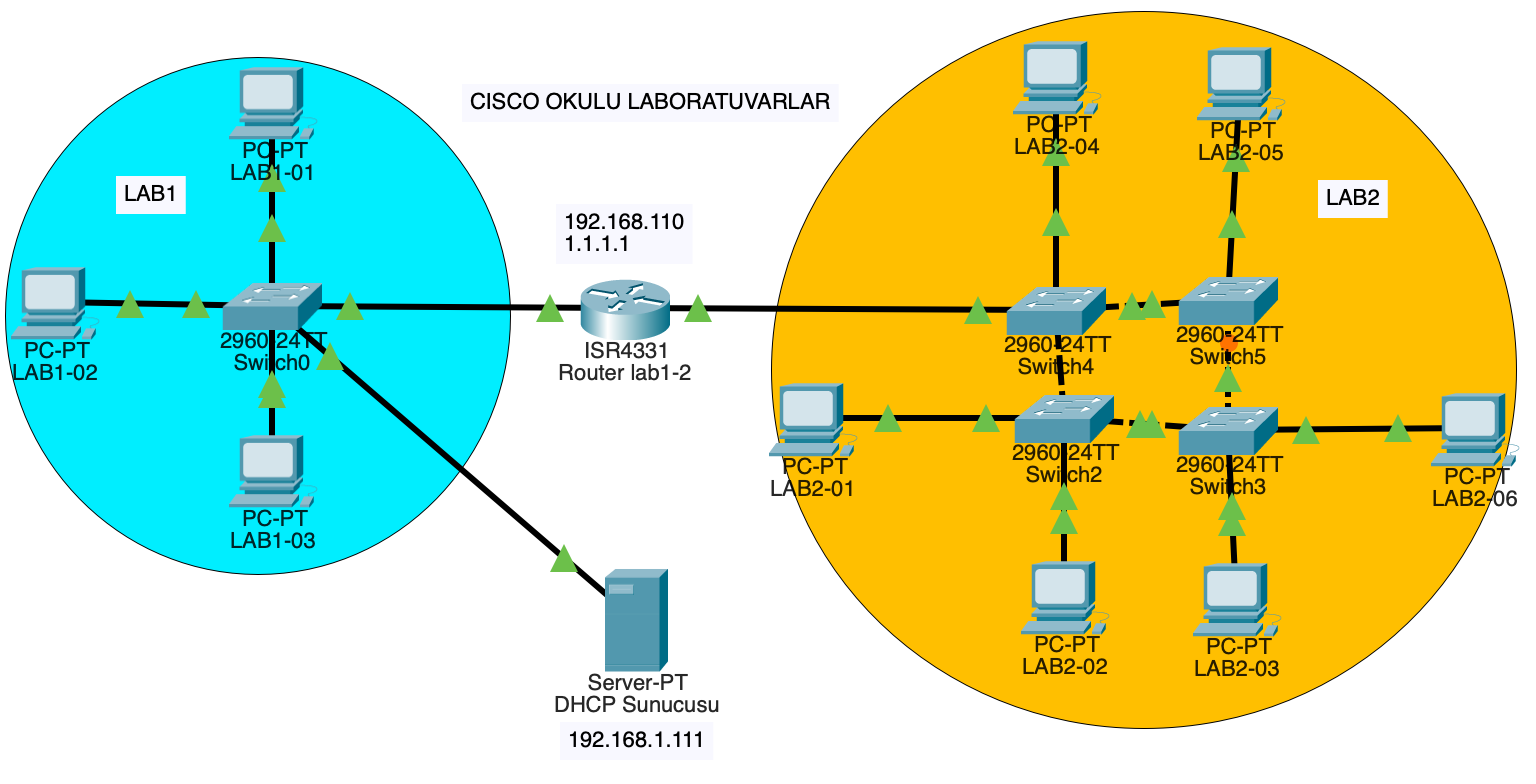 CISCO OKULU LABORATUVARLAR
LAB1
PC-PT
LAB1-01
PC-PT
LAB1-02
2960-24TT
Switch0
PC-PT
LAB1-03
192.168.110
1.1.1.1
ISR4331
Router lab1-2
Server-PT
DHCP Sunucusu
192.168.1.111
LAB2
PC-PT
LAB2-04
PC-PT
LAB2-05
2960-24TT
Switch4
2960-24TT
Switch5
PC-PT
LAB2-01
2960-24TT
Switch2
2960-24TT
Switch3
PC-PT
LAB2-06
PC-PT
LAB2-02
PC-PT
LAB2-03